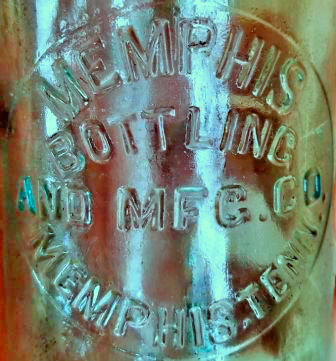 MEMPHIS
BOTTLING
AND MFG. CO.
MEMPHIS, TENN.